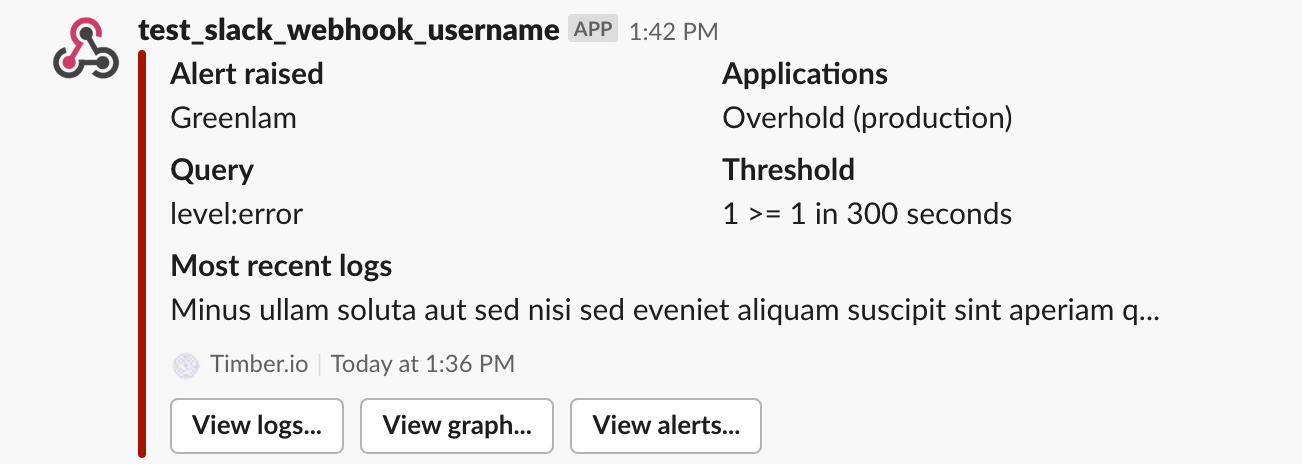 test_slack_webhook_username APP 1:42 PM
Alert raised Applications
Greenlam Overhold (production)
Query Threshold
level:error 1 >= 1 in 300 seconds
Most recent logs
Minus ullam soluta aut sed nisi sed eveniet aliquam suscipit sint aperiam q...
Timber.io | Today at 1:36 PM
View logs... View graph... View alerts...